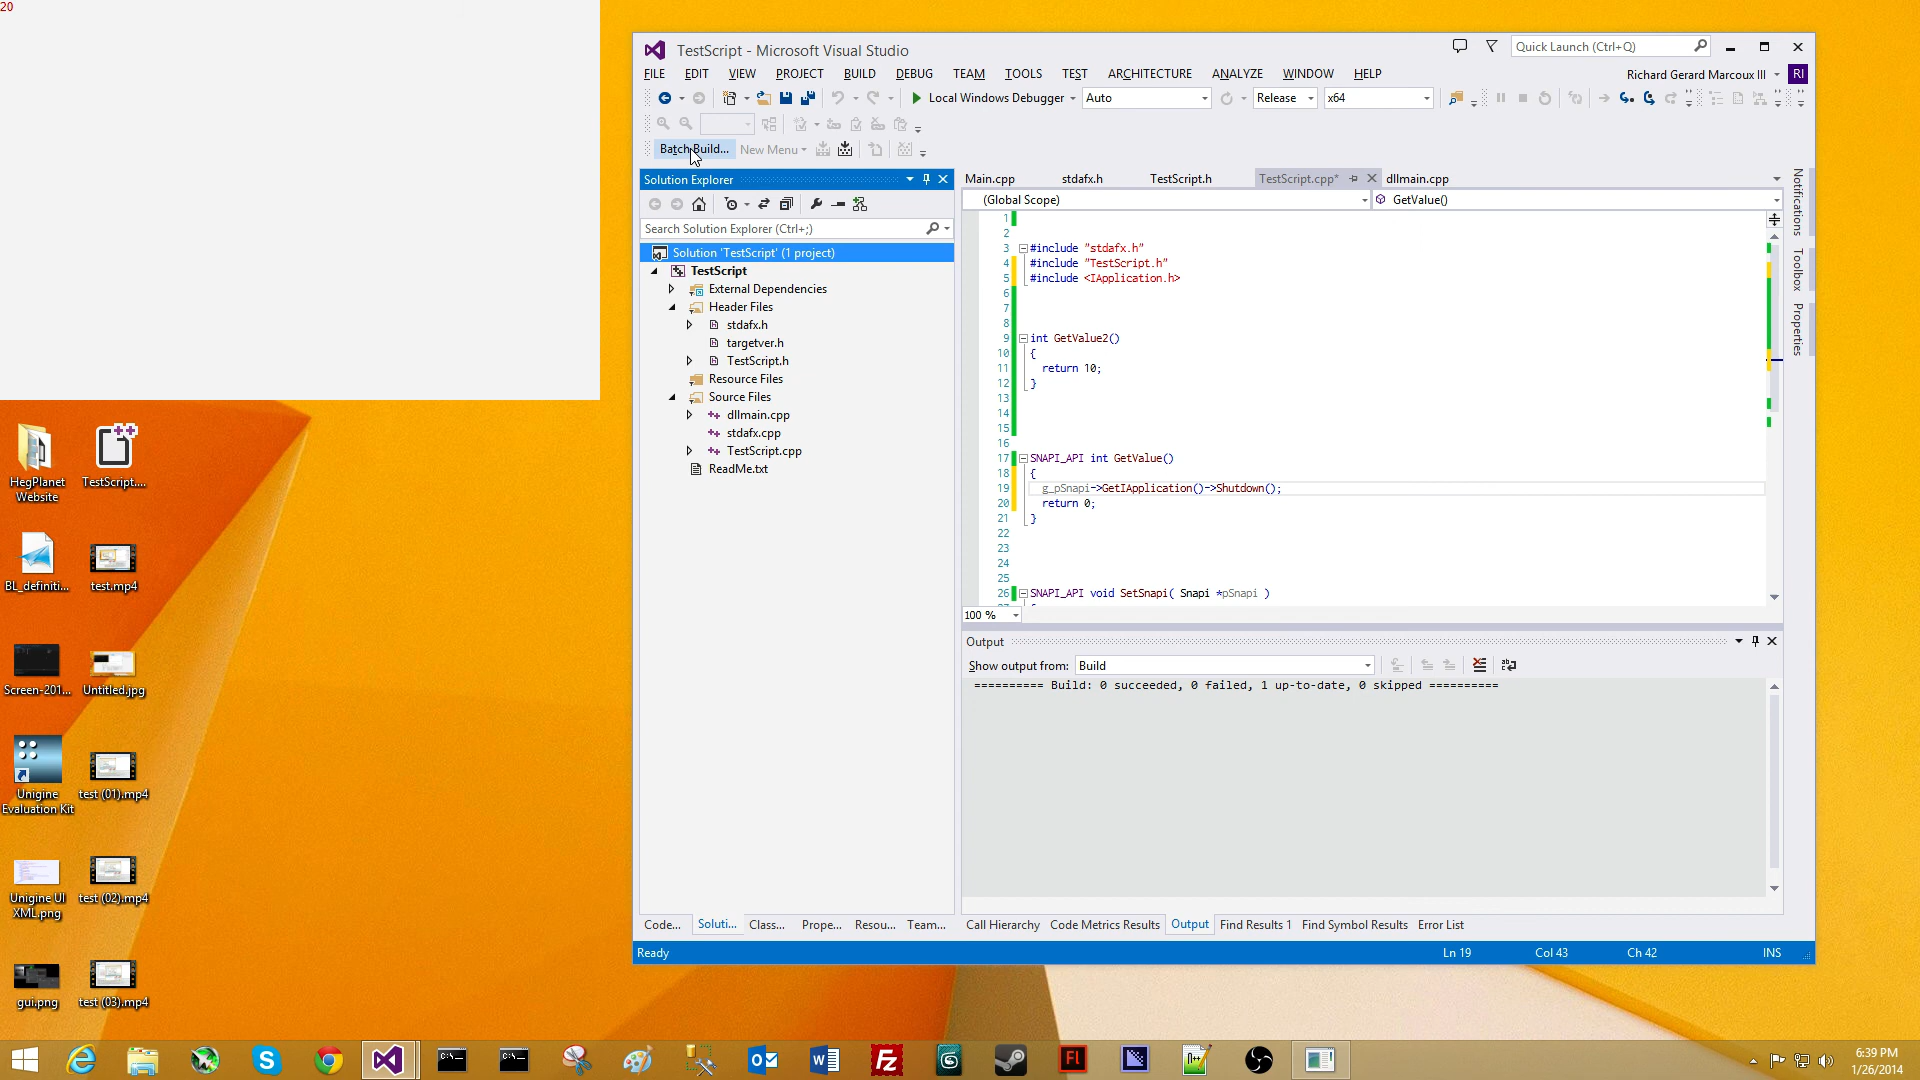 20
TestScript - Microsoft Visual Studio
Quick Launch (Ctrl+Q)
FILE EDIT VIEW PROJECT BUILD DEBUG TEAM TOOLS TEST ARCHITECTURE ANALYZE WINDOW HELP
Richard Gerard Marcoux III RI
Local Windows Debugger Auto Release x64
Batch Build... New Menu
Solution Explorer
Search Solution Explorer (Ctrl+;)
Solution 'TestScript' (1 project)
TestScript
External Dependencies
Header Files
stdafx.h
targetver.h
TestScript.h
Resource Files
Source Files
dllmain.cpp
stdafx.cpp
TestScript.cpp
ReadMe.txt
Code... Soluti... Class... Prope... Resou... Team...
Main.cpp stdafx.h TestScript.h TestScript.cpp* dllmain.cpp
(Global Scope) GetValue()
1
2
3 #include "stdafx.h"
4 #include "TestScript.h"
5 #include <IApplication.h>
6
7
8
9 int GetValue2()
10 {
11 return 10;
12 }
13
14
15
16
17 SNAPI_API int GetValue()
18 {
19 g_pSnapi->GetIApplication()->Shutdown();
20 return 0;
21 }
22
23
24
25
26 SNAPI_API void SetSnapi( Snapi *pSnapi )
100 %
Output
Show output from: Build
========== Build: 0 succeeded, 0 failed, 1 up-to-date, 0 skipped ==========
Call Hierarchy Code Metrics Results Output Find Results 1 Find Symbol Results Error List
Notifications
Toolbox
Properties
Ready Ln 19 Col 43 Ch 42 INS
HegPlanet
Website
TestScript....
BL_definiti...
test.mp4
Screen-201...
Untitled.jpg
Unigine
Evaluation Kit
test (01).mp4
Unigine UI
XML.png
test (02).mp4
gui.png
test (03).mp4
6:39 PM
1/26/2014